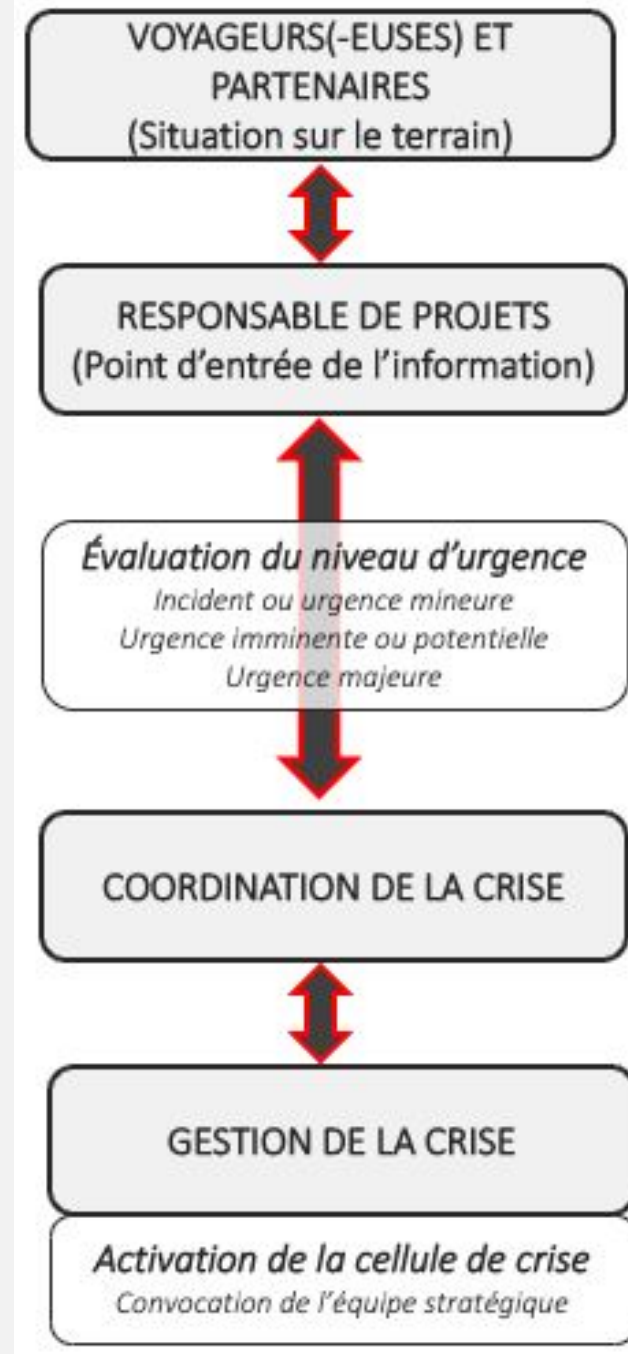 VOYAGEURS(-EUSES) ET
PARTENAIRES
(Situation sur le terrain)
RESPONSABLE DE PROJETS
(Point d’entrée de l’information)
Évaluation du niveau d’urgence
Incident ou urgence mineure
Urgence imminente ou potentielle
Urgence majeure
COORDINATION DE LA CRISE
GESTION DE LA CRISE
Activation de la cellule de crise
Convocation de l’équipe stratégique